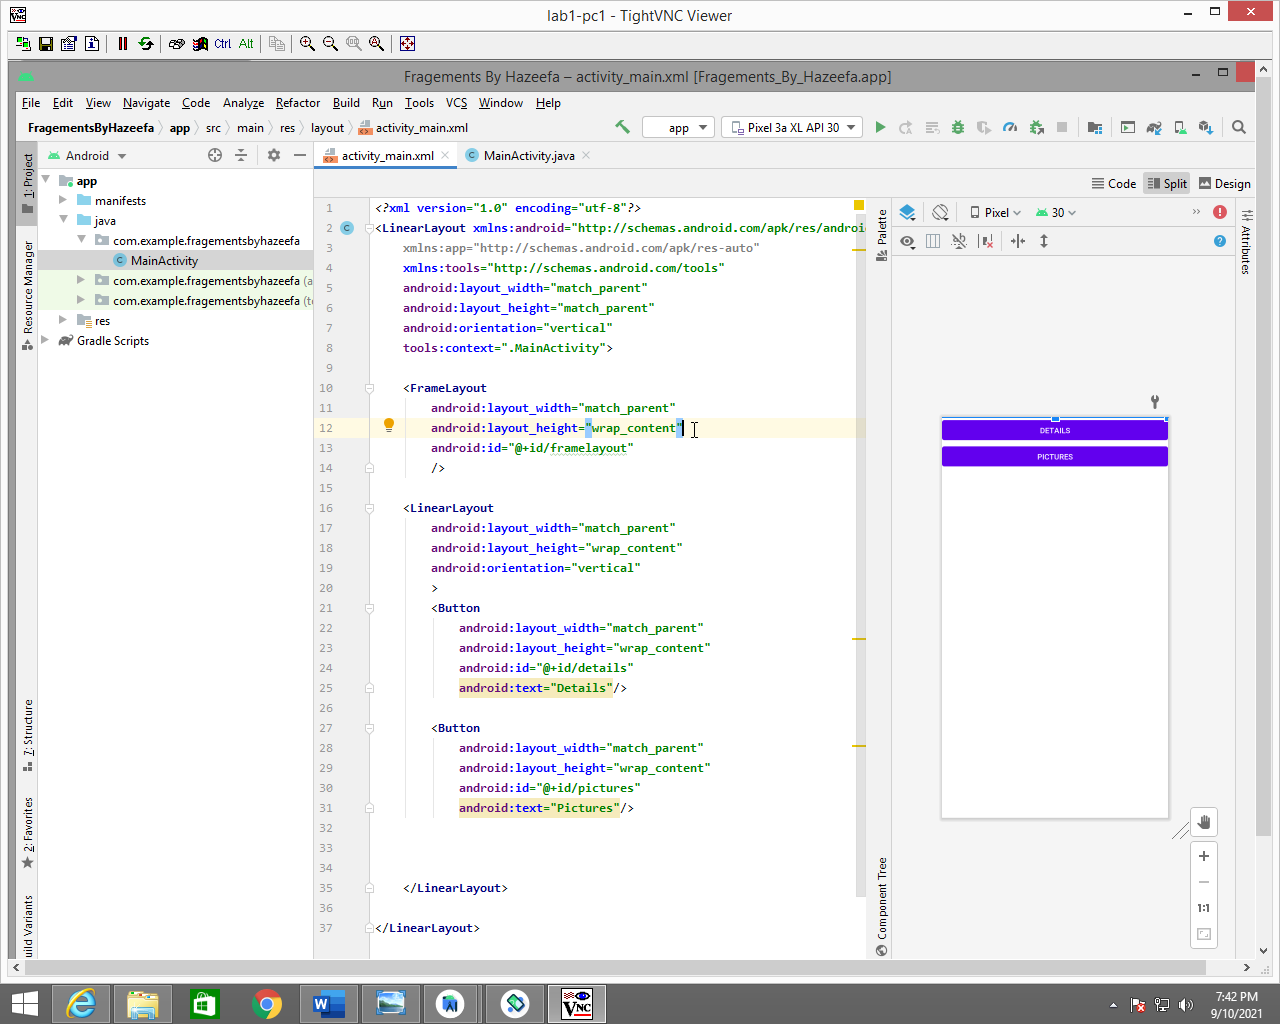 lab1-pc1 - TightVNC Viewer
Ctrl Alt
Fragements By Hazeefa – activity_main.xml [Fragements_By_Hazeefa.app]
File Edit View Navigate Code Analyze Refactor Build Run Tools VCS Window Help
FragementsByHazeefa app src main res layout activity_main.xml app Pixel 3a XL API 30
Android activity_main.xml MainActivity.java
Code Split Design
1: Project
Resource Manager
7: Structure
2: Favorites
app
manifests
java
com.example.fragementsbyhazeefa
MainActivity
com.example.fragementsbyhazeefa
com.example.fragementsbyhazeefa
res
Gradle Scripts
1 <?xml version="1.0" encoding="utf-8"?>
2 <LinearLayout xmlns:android="http://schemas.android.com/apk/res/androi
3 xmlns:app="http://schemas.android.com/apk/res-auto"
4 xmlns:tools="http://schemas.android.com/tools"
5 android:layout_width="match_parent"
6 android:layout_height="match_parent"
7 android:orientation="vertical"
8 tools:context=".MainActivity">
9
10 <FrameLayout
11 android:layout_width="match_parent"
12 android:layout_height="wrap_content"
13 android:id="@+id/framelayout"
14 />
15
16 <LinearLayout
17 android:layout_width="match_parent"
18 android:layout_height="wrap_content"
19 android:orientation="vertical"
20 >
21 <Button
22 android:layout_width="match_parent"
23 android:layout_height="wrap_content"
24 android:id="@+id/details"
25 android:text="Details"/>
26
27 <Button
28 android:layout_width="match_parent"
29 android:layout_height="wrap_content"
30 android:id="@+id/pictures"
31 android:text="Pictures"/>
32
33
34
35 </LinearLayout>
36
37 </LinearLayout>
Palette
Component Tree
Pixel 30
DETAILS
PICTURES
1:1
Attributes
7:42 PM
9/10/2021